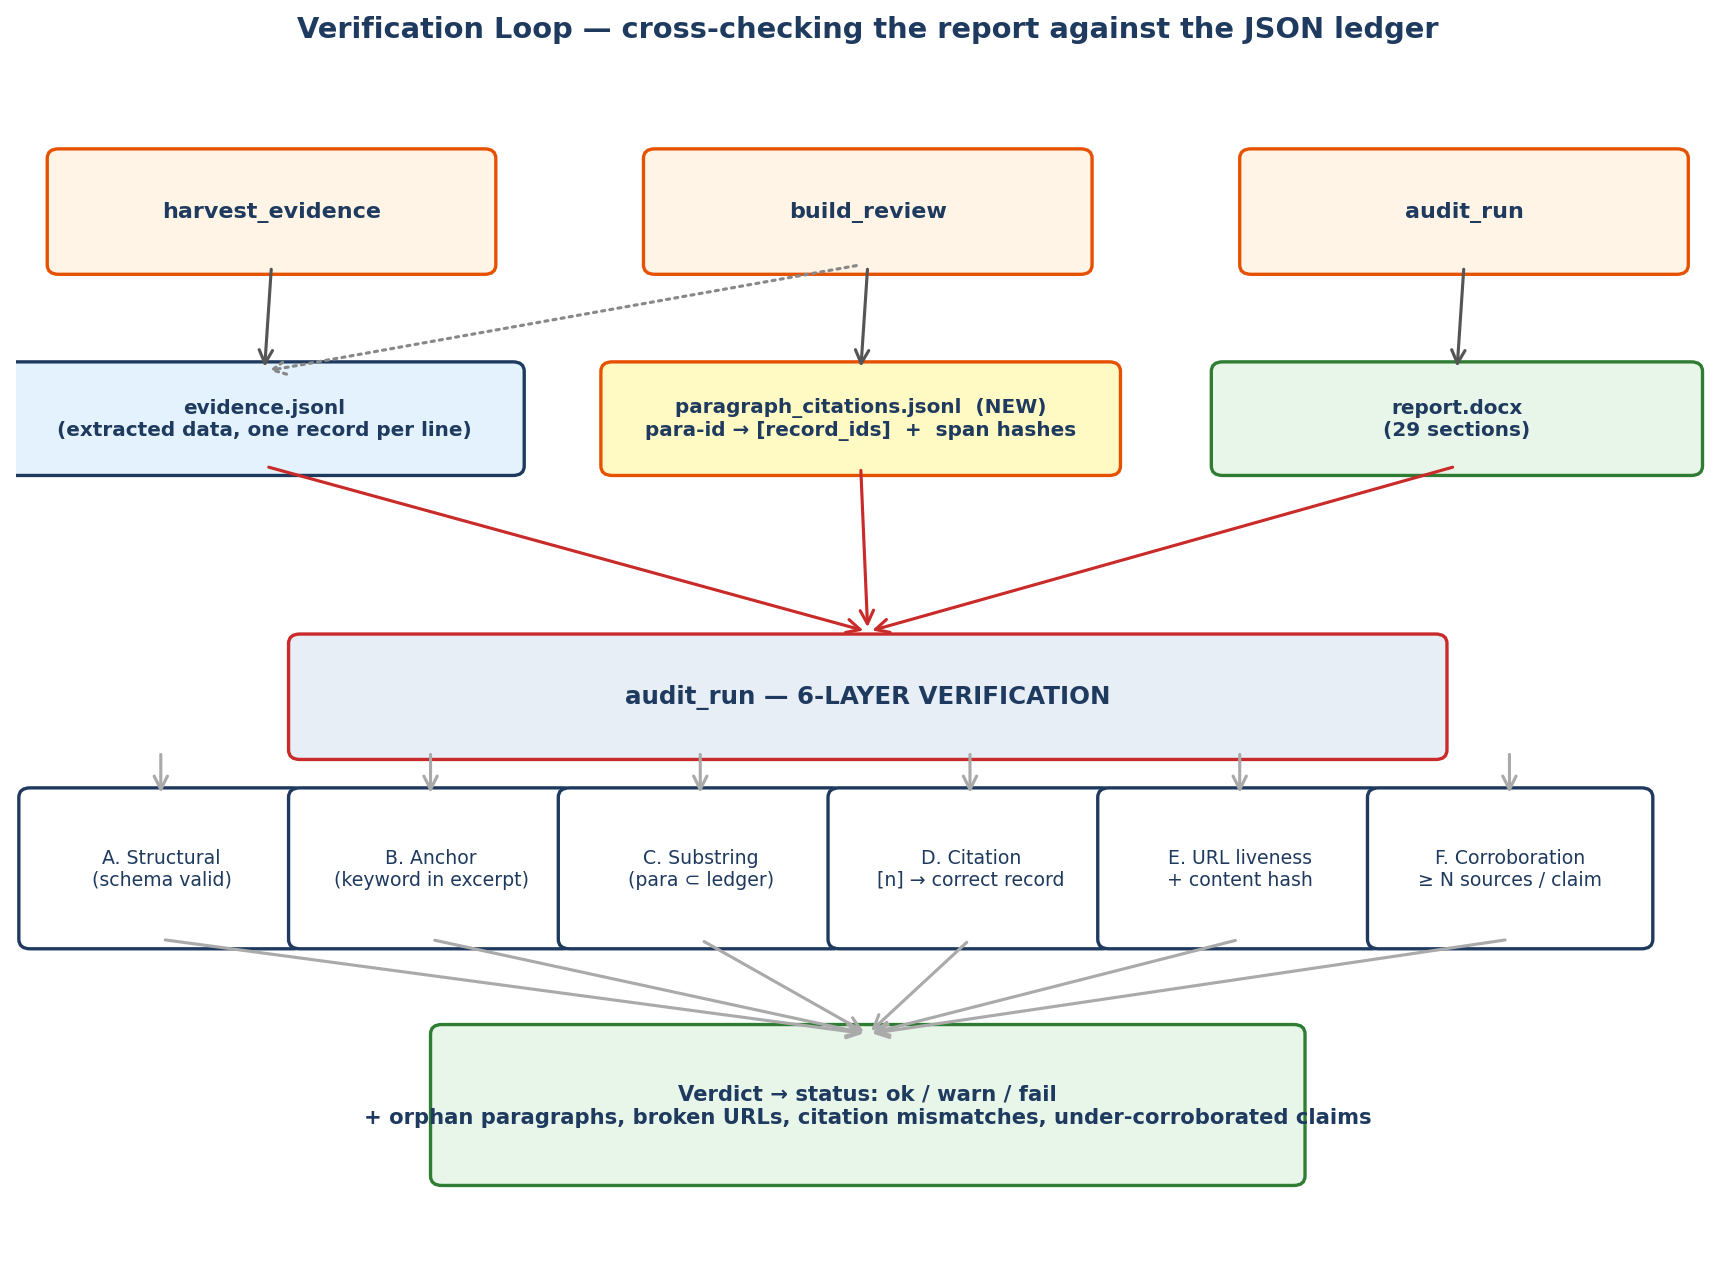 Verification Loop — cross-checking the report against the JSON ledger
harvest_evidence
build_review
audit_run
evidence.jsonl
(extracted data, one record per line)
paragraph_citations.jsonl  (NEW)
para-id → [record_ids]  +  span hashes
report.docx
(29 sections)
audit_run — 6-LAYER VERIFICATION
A. Structural
(schema valid)
B. Anchor
(keyword in excerpt)
C. Substring
(para ⊂ ledger)
D. Citation
[n] → correct record
E. URL liveness
+ content hash
F. Corroboration
≥ N sources / claim
Verdict → status: ok / warn / fail
+ orphan paragraphs, broken URLs, citation mismatches, under-corroborated claims